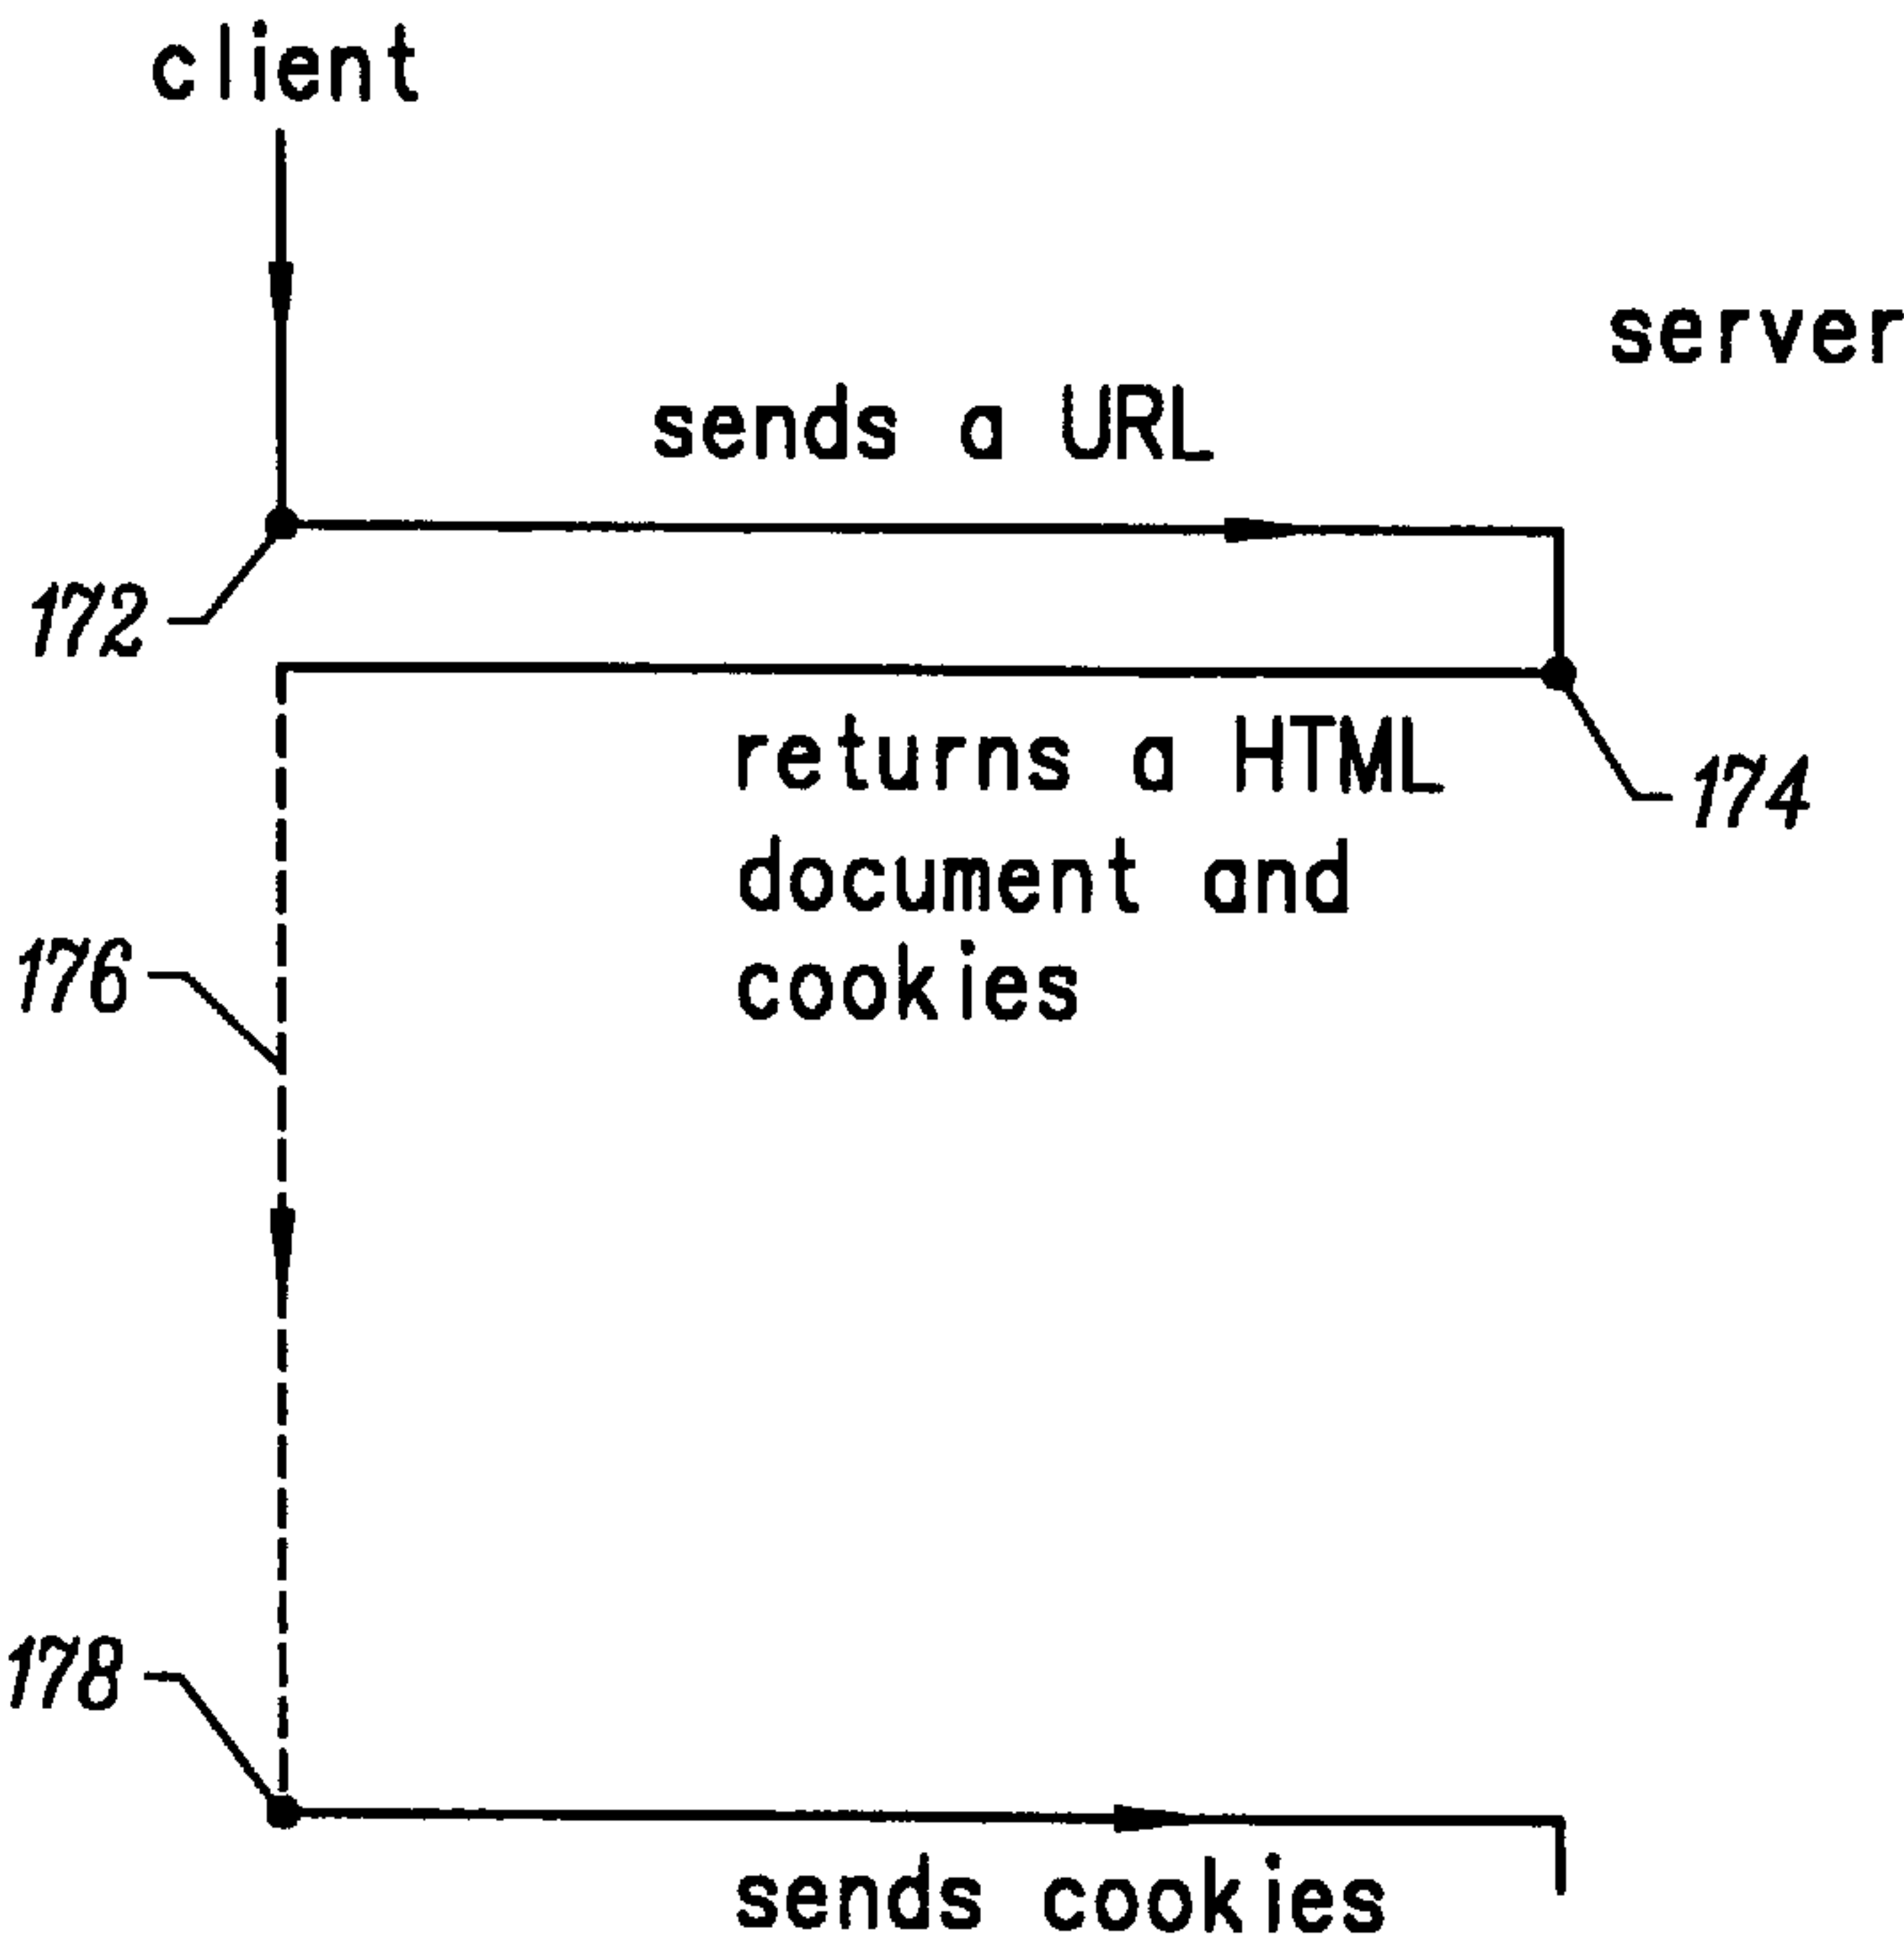 client
server
sends a URL
172
returns a HTML
174
document and
176
cookies
178
sends cookies